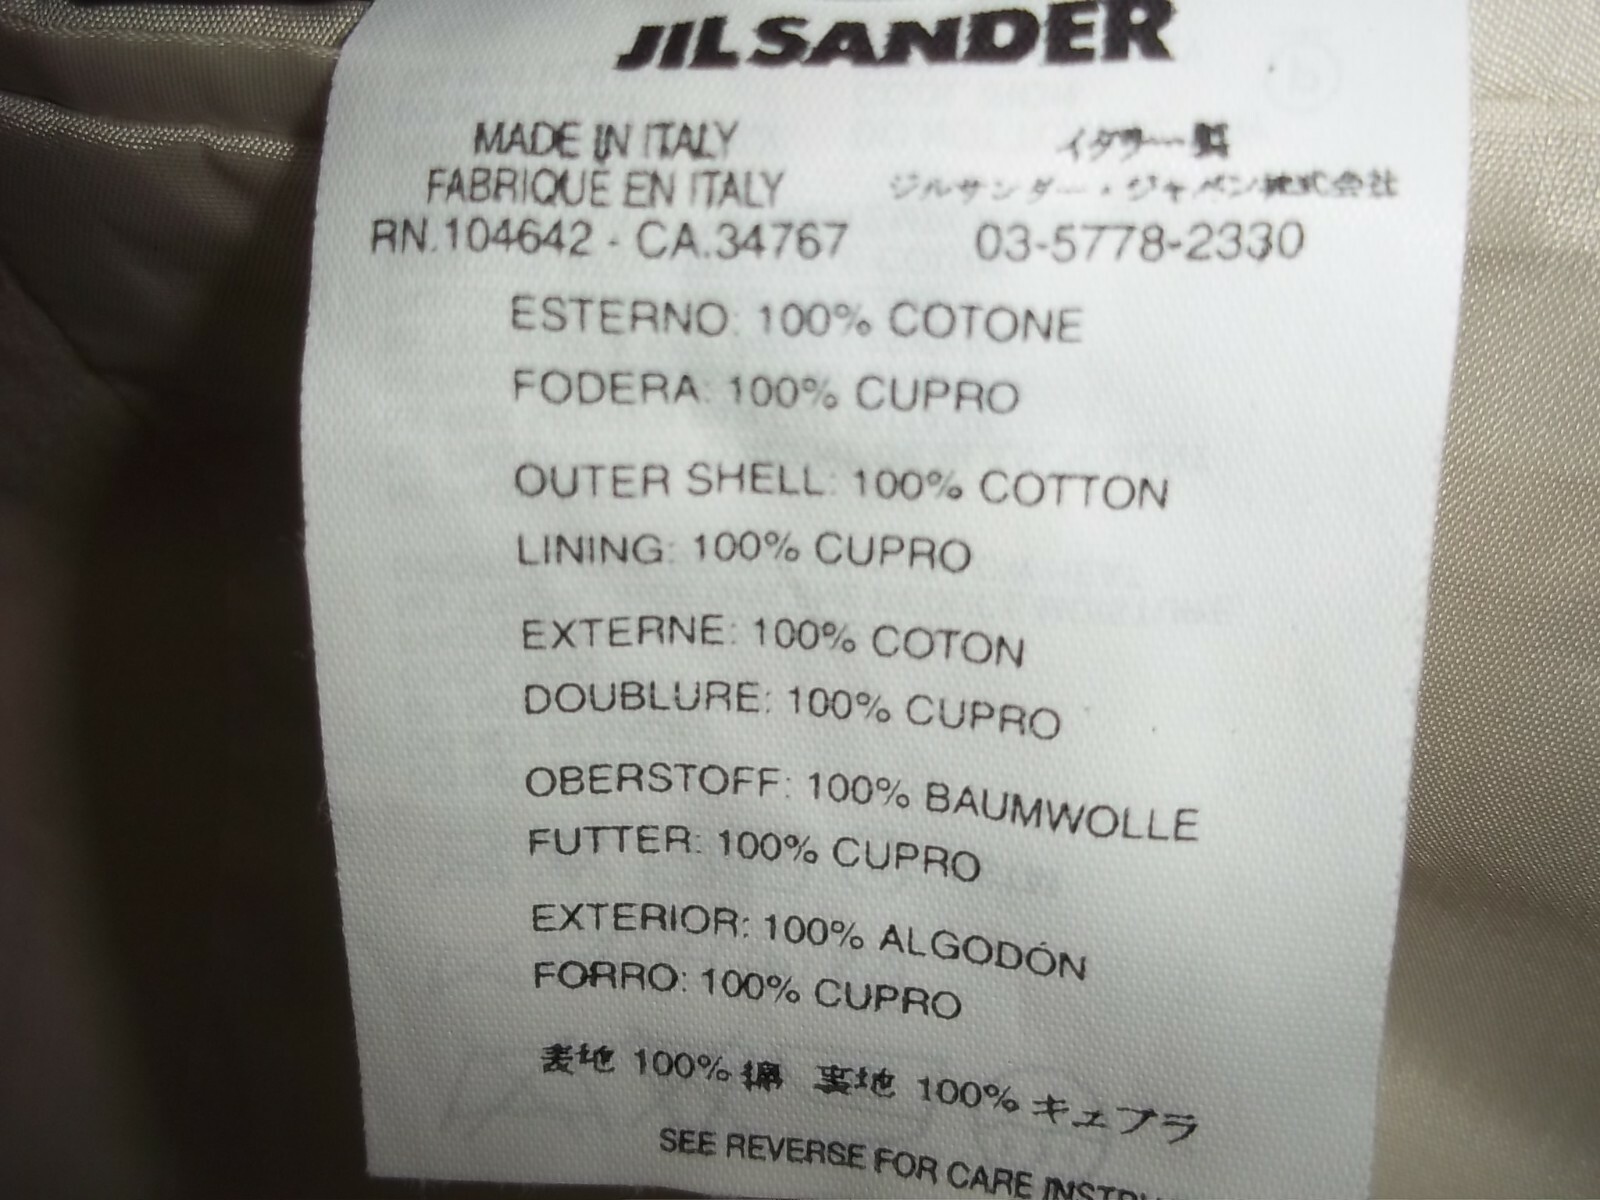 JIL SANDER
MADE IN ITALY
FABRIQUE EN ITALY
RN.104642 - CA.34767
イタリー製
ジルサンダー・ジャパン株式会社
03-5778-2330
ESTERNO: 100% COTONE
FODERA: 100% CUPRO
OUTER SHELL: 100% COTTON
LINING: 100% CUPRO
EXTERNE: 100% COTON
DOUBLURE: 100% CUPRO
OBERSTOFF: 100% BAUMWOLLE
FUTTER: 100% CUPRO
EXTERIOR: 100% ALGODÓN
FORRO: 100% CUPRO
表地 100% 綿 裏地 100% キュプラ
SEE REVERSE FOR CARE